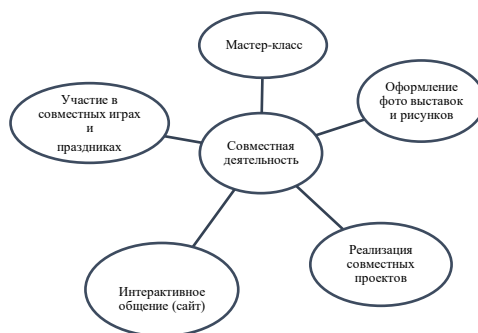 Мастер-класс
Участие в
совместных играх
и
праздниках
Оформление
фото выставок
и рисунков
Совместная
деятельность
Интерактивное
общение (сайт)
Реализация
совместных
проектов